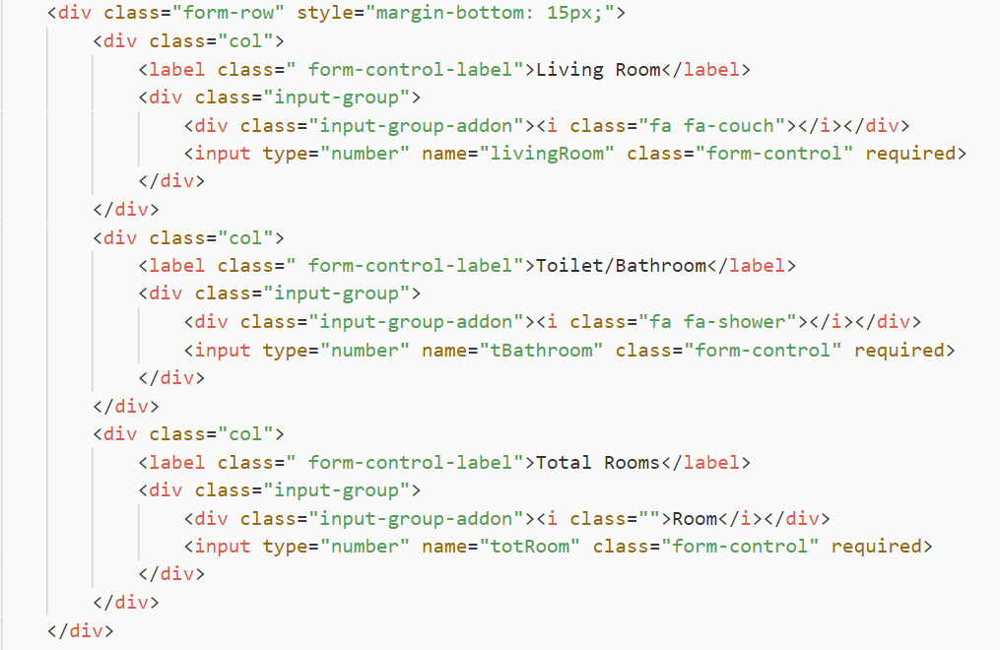 <div class="form-row" style="margin-bottom: 15px;">
    <div class="col">
        <label class=" form-control-label">Living Room</label>
        <div class="input-group">
            <div class="input-group-addon"><i class="fa fa-couch"></i></div>
            <input type="number" name="livingRoom" class="form-control" required>
        </div>
    </div>
    <div class="col">
        <label class=" form-control-label">Toilet/Bathroom</label>
        <div class="input-group">
            <div class="input-group-addon"><i class="fa fa-shower"></i></div>
            <input type="number" name="tBathroom" class="form-control" required>
        </div>
    </div>
    <div class="col">
        <label class=" form-control-label">Total Rooms</label>
        <div class="input-group">
            <div class="input-group-addon"><i class="">Room</i></div>
            <input type="number" name="totRoom" class="form-control" required>
        </div>
    </div>
</div>